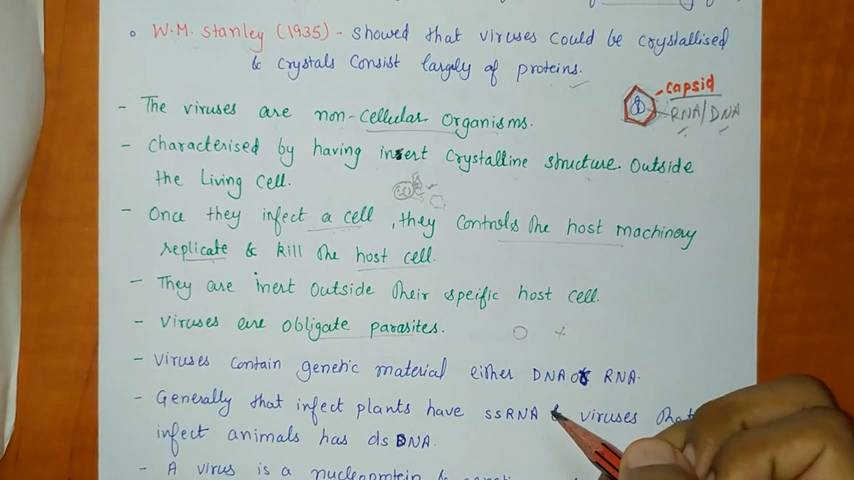 • W.M. Stanley (1935) - showed that viruses could be crystallised
& crystals consist largely of proteins.
capsid
RNA/DNA
- The viruses are non-cellular organisms.
- characterised by having inert crystalline structure outside
the living cell.
- Once they infect a cell, they controls the host machinery
replicate & kill the host cell.
- They are inert outside their speific host cell.
- Viruses are obligate parasites.
- Viruses contain genetic material either DNA or RNA.
- Generally that infect plants have ssRNA & viruses that
infect animals has ds DNA.
- A virus is a nucleoprotein &